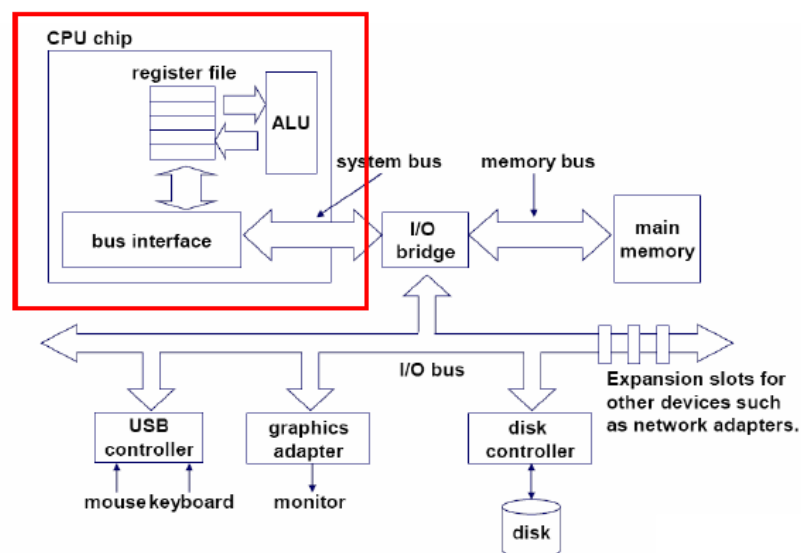 CPU chip
register file
ALU
system bus
memory bus
bus interface
I/O
bridge
main
memory
I/O bus
Expansion slots for
other devices such
as network adapters.
USB
controller
graphics
adapter
disk
controller
mouse
keyboard
monitor
disk